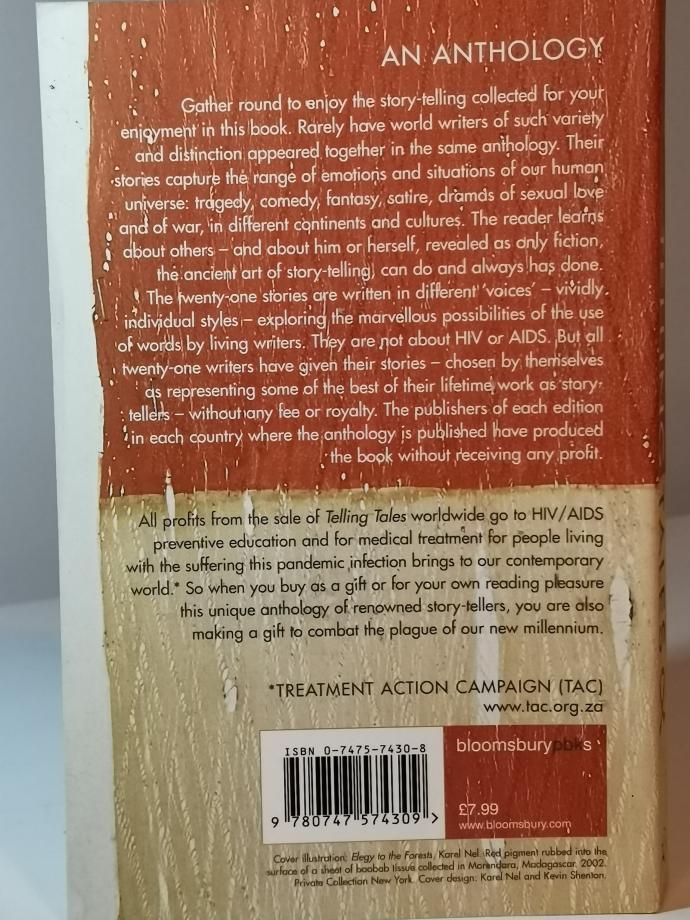 AN ANTHOLOGY
Gather round to enjoy the story-telling collected for your
enjoyment in this book. Rarely have world writers of such variety
and distinction appeared together in the same anthology. Their
stories capture the range of emotions and situations of our human
universe: tragedy, comedy, fantasy, satire, dramas of sexual love
and of war, in different continents and cultures. The reader learns
about others – and about him or herself, revealed as only fiction,
the ancient art of story-telling, can do and always has done.
The twenty-one stories are written in different 'voices' – vividly
individual styles – exploring the marvellous possibilities of the use
of words by living writers. They are not about HIV or AIDS. But all
twenty-one writers have given their stories – chosen by themselves
as representing some of the best of their lifetime work as story-
tellers – without any fee or royalty. The publishers of each edition
in each country where the anthology is published have produced
the book without receiving any profit.
All profits from the sale of Telling Tales worldwide go to HIV/AIDS
preventive education and for medical treatment for people living
with the suffering this pandemic infection brings to our contemporary
world.* So when you buy as a gift or for your own reading pleasure
this unique anthology of renowned story-tellers, you are also
making a gift to combat the plague of our new millennium.
*TREATMENT ACTION CAMPAIGN (TAC)
www.tac.org.za
ISBN 0-7475-7430-8
9 780747 574309 >
bloomsburypbks
£7.99
www.bloomsbury.com
Cover illustration: Elegy to the Forests, Karel Nel. Red pigment rubbed into the
surface of a sheet of baobab tissue collected in Morandara, Madagascar. 2002.
Private Collection New York. Cover design: Karel Nel and Kevin Shenton.